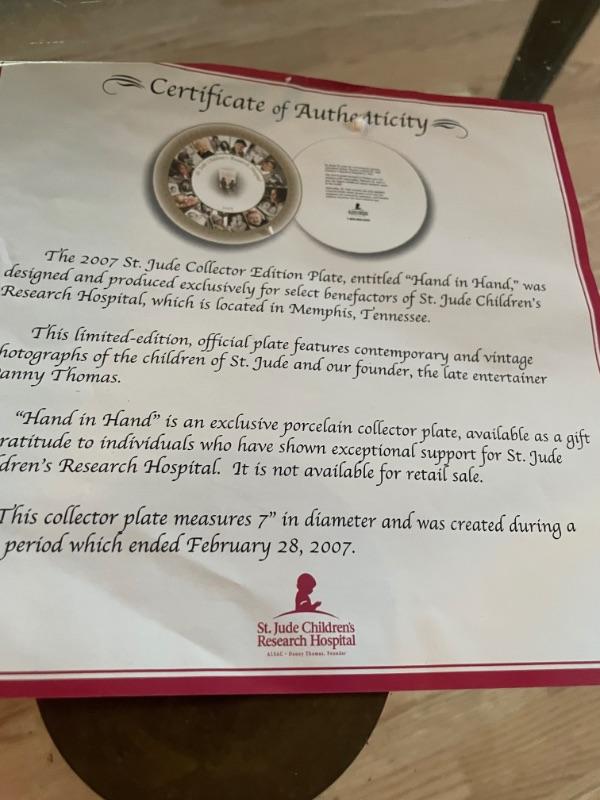 Certificate of Authenticity
The 2007 St. Jude Collector Edition Plate, entitled "Hand in Hand," was
designed and produced exclusively for select benefactors of St. Jude Children's
Research Hospital, which is located in Memphis, Tennessee.
This limited-edition, official plate features contemporary and vintage
hotographs of the children of St. Jude and our founder, the late entertainer
anny Thomas.
"Hand in Hand" is an exclusive porcelain collector plate, available as a gift
ratitude to individuals who have shown exceptional support for St. Jude
dren's Research Hospital. It is not available for retail sale.
This collector plate measures 7" in diameter and was created during a
period which ended February 28, 2007.
St. Jude Children's
Research Hospital
ALSAC • Danny Thomas, Founder